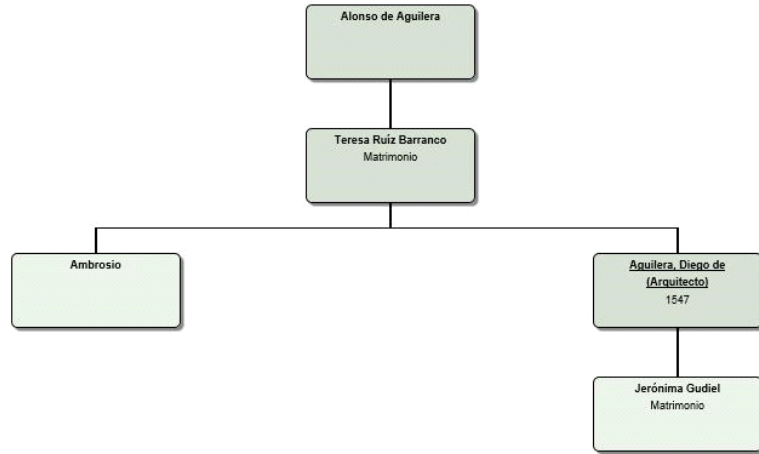 Alonso de Aguilera
Teresa Ruíz Barranco
Matrimonio
Ambrosio
Aguilera, Diego de
(Arquitecto)
1547
Jerónima Gudiel
Matrimonio